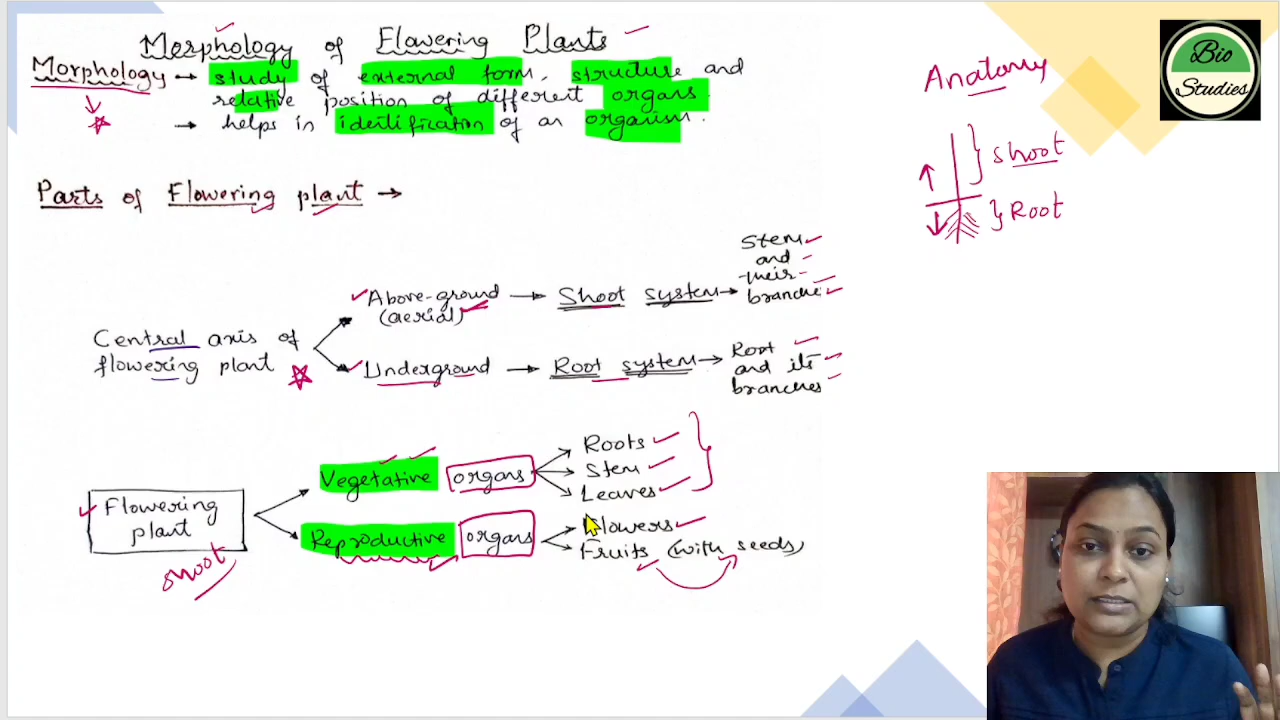 Morphology of Flowering Plants
Morphology → study of external form, structure and
relative position of different organs
→ helps in identification of an organism.
Parts of Flowering plant →
Central axis of
flowering plant
Above-ground → Shoot system →
(aerial)
Stem
and
their
branches
Underground → Root system →
Root
and its
branches
Flowering
plant
shoot
Vegetative organs
Roots
Stem
Leaves
Reproductive organs
Flowers
Fruits (with seeds)
Anatomy
shoot
Root
Bio
Studies